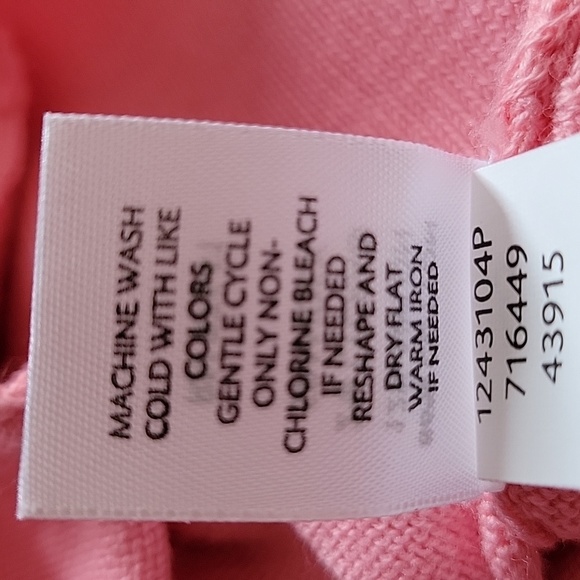 MACHINE WASH
COLD WITH LIKE
COLORS
GENTLE CYCLE
ONLY NON-
CHLORINE BLEACH
IF NEEDED
RESHAPE AND
DRY FLAT
WARM IRON
IF NEEDED
1243104P
716449
43915